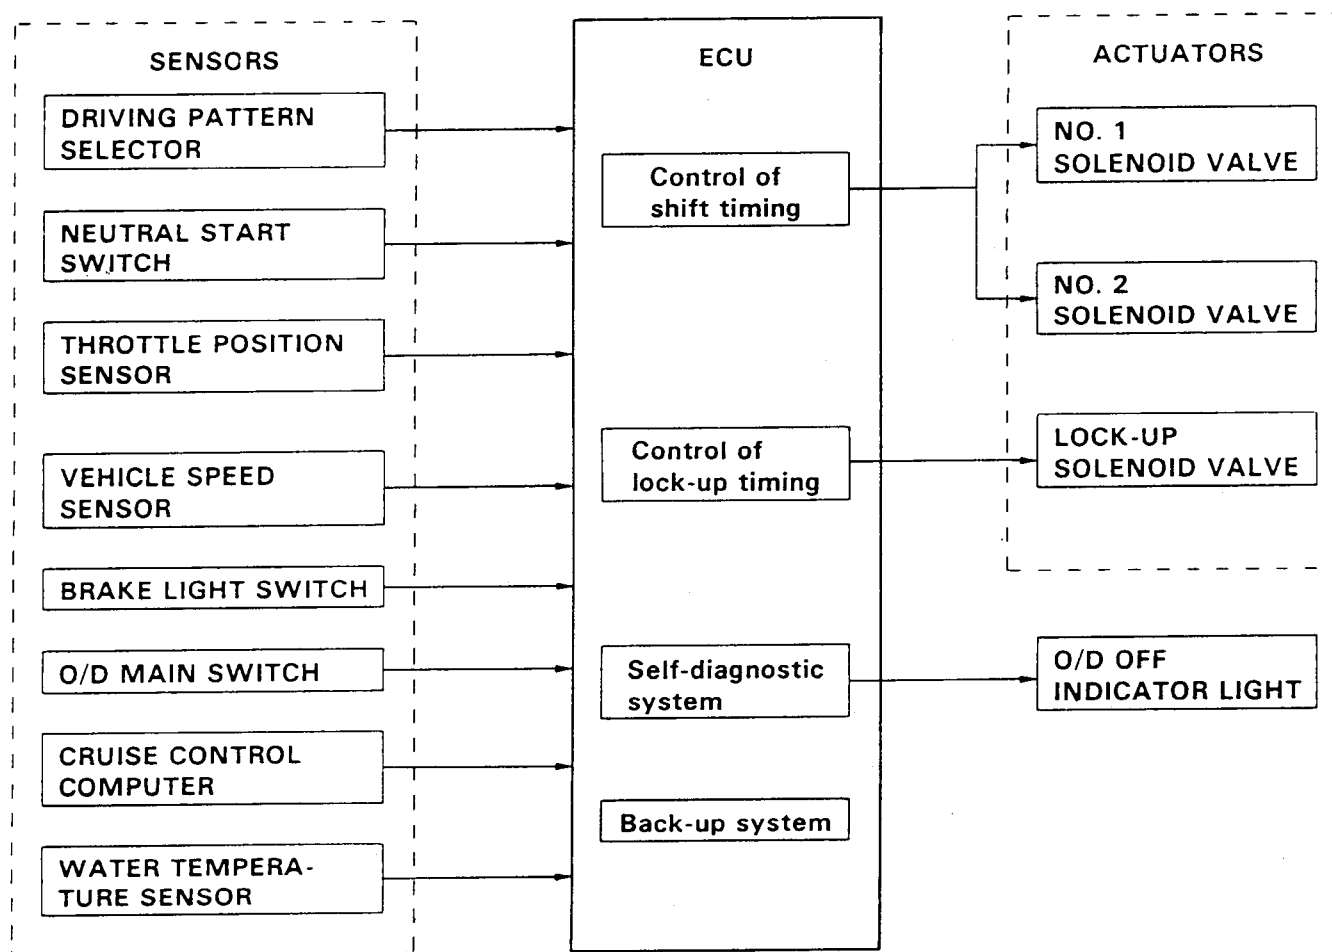 SENSORS
DRIVING PATTERN
SELECTOR
NEUTRAL START
SWITCH
THROTTLE POSITION
SENSOR
VEHICLE SPEED
SENSOR
BRAKE LIGHT SWITCH
O/D MAIN SWITCH
CRUISE CONTROL
COMPUTER
WATER TEMPERA-
TURE SENSOR
ECU
Control of
shift timing
Control of
lock-up timing
Self-diagnostic
system
Back-up system
ACTUATORS
NO. 1
SOLENOID VALVE
NO. 2
SOLENOID VALVE
LOCK-UP
SOLENOID VALVE
O/D OFF
INDICATOR LIGHT